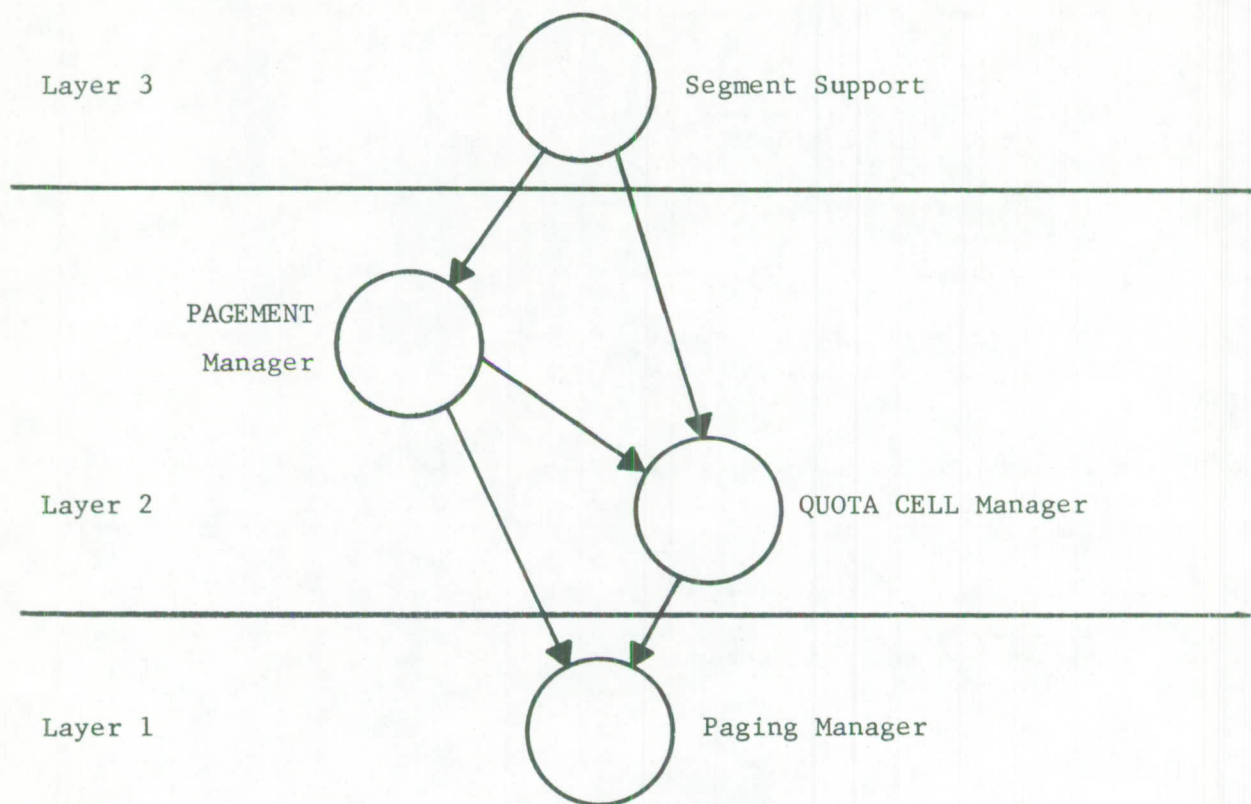 Layer 3
Segment Support
PAGEMENT
Manager
Layer 2
QUOTA CELL Manager
Layer 1
Paging Manager